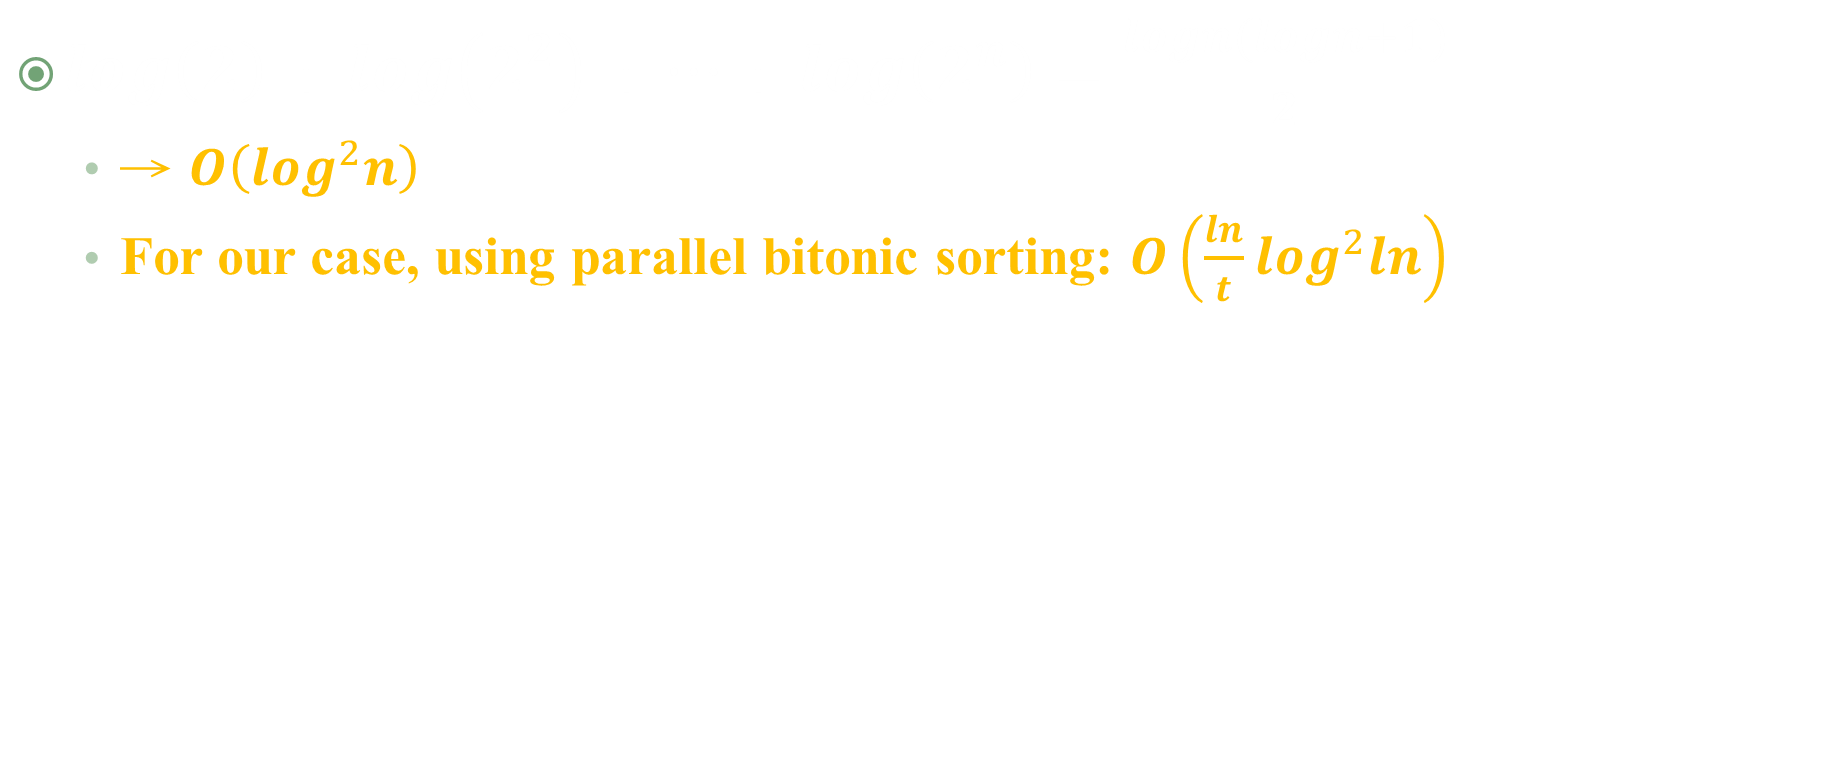 • → O(log²n)
• For our case, using parallel bitonic sorting: O(ln/t log²ln)